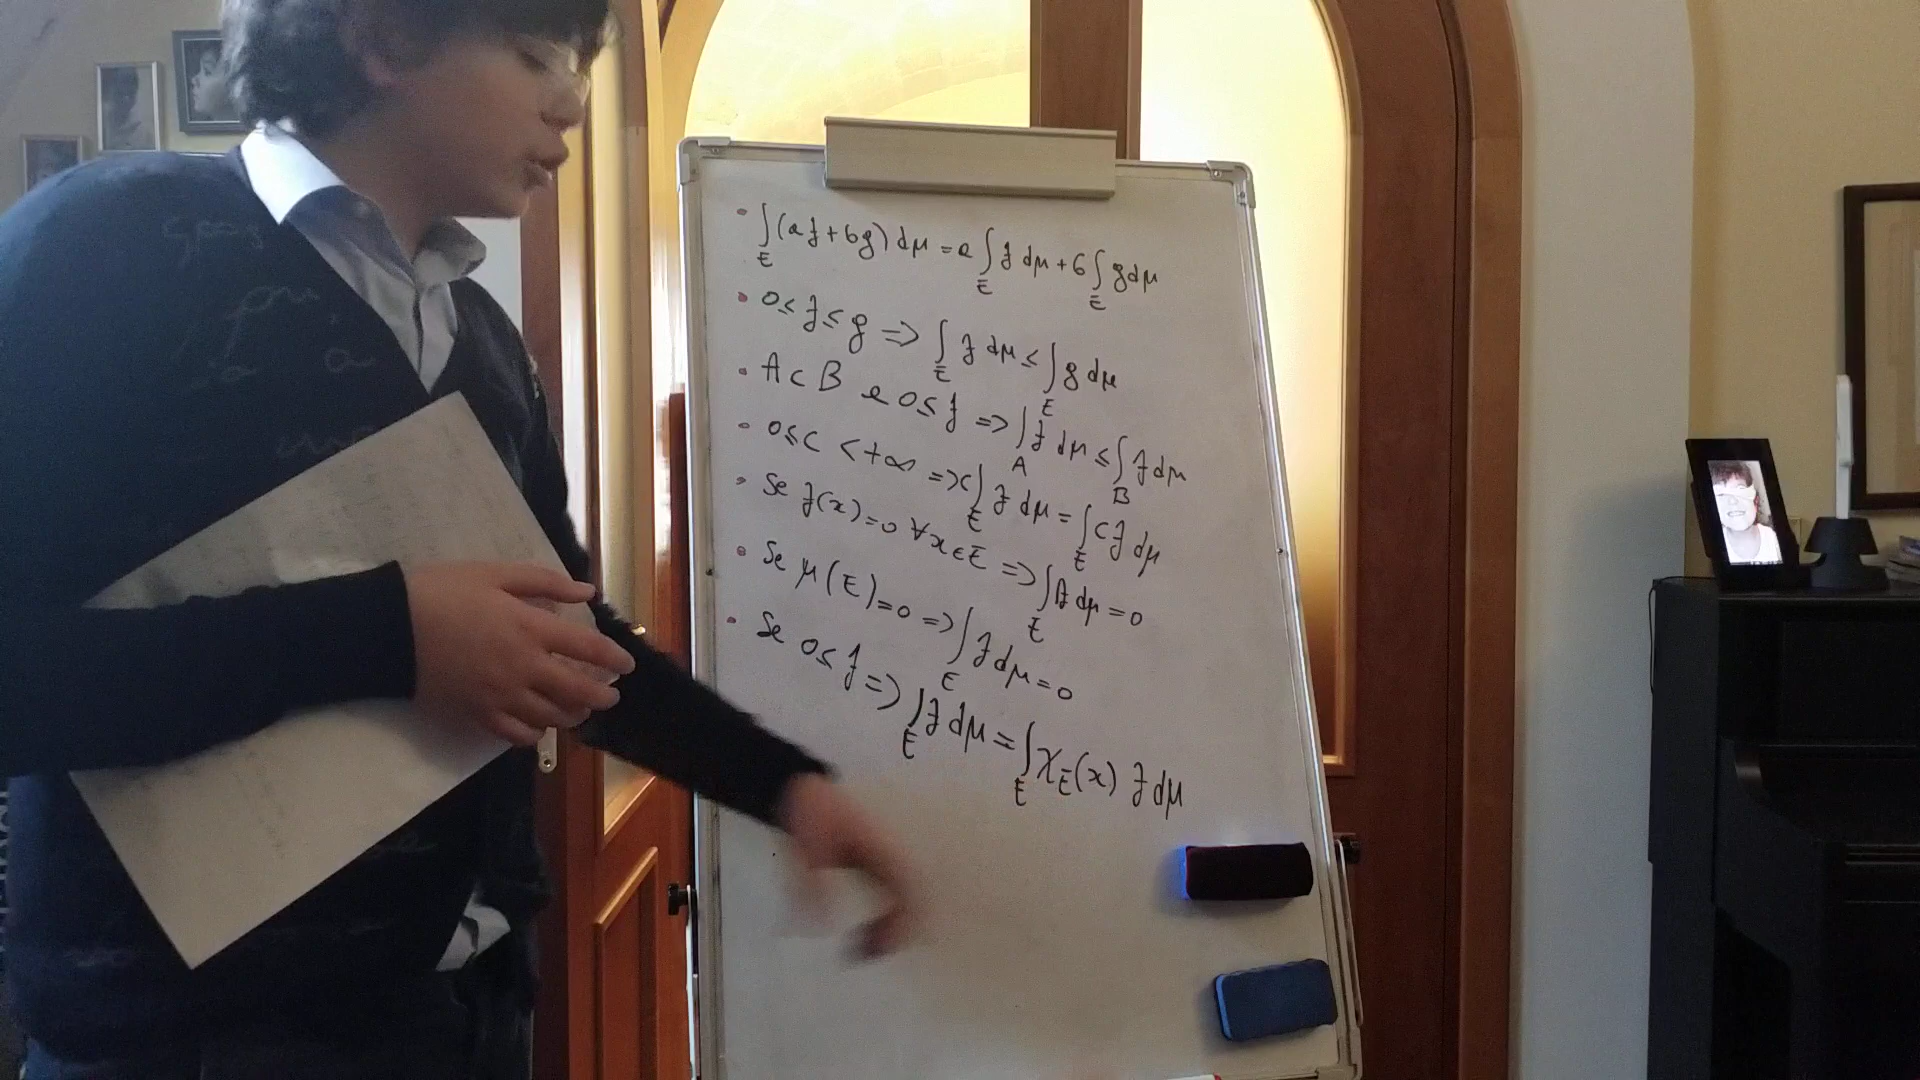 • ∫_E (af + bg) dμ = a ∫_E f dμ + b ∫_E g dμ
• 0 ≤ f ≤ g ⇒ ∫_E f dμ ≤ ∫_E g dμ
• A ⊂ B e 0 ≤ f ⇒ ∫_A f dμ ≤ ∫_B f dμ
• 0 ≤ c < +∞ ⇒ c ∫_E f dμ = ∫_E c f dμ
• Se f(x) = 0 ∀x ∈ E ⇒ ∫_E f dμ = 0
• Se μ(E) = 0 ⇒ ∫_E f dμ = 0
• Se 0 ≤ f ⇒ ∫_E f dμ = ∫_E χ_E(x) f dμ